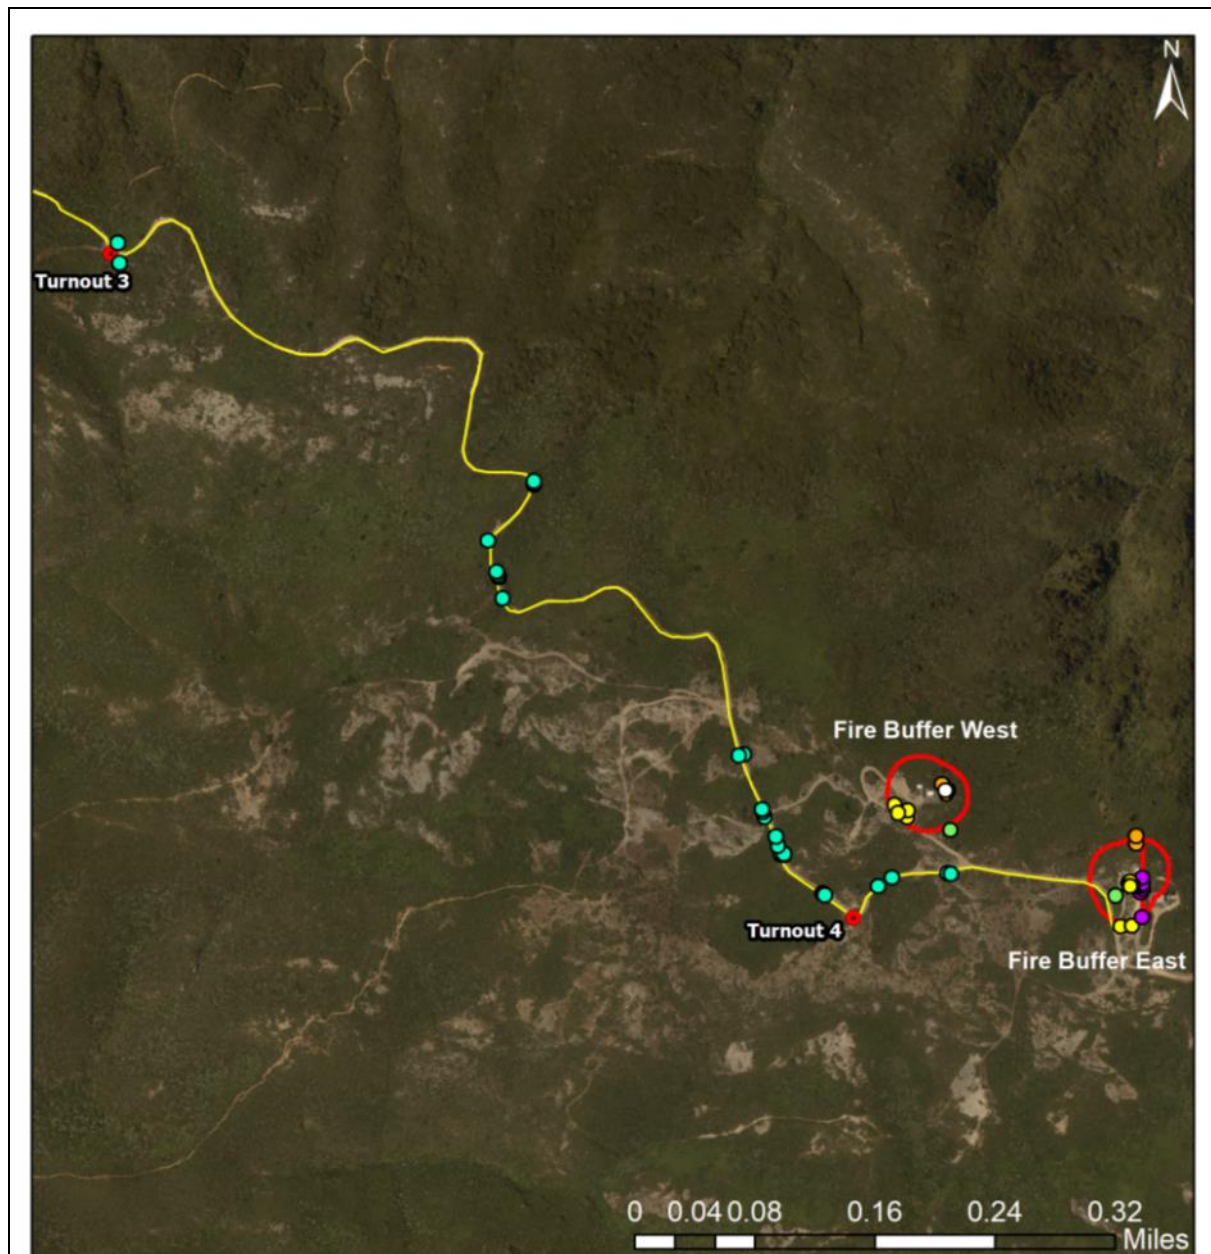 N
Turnout 3
Fire Buffer West
Turnout 4
Fire Buffer East
0 0.04 0.08 0.16 0.24 0.32
Miles